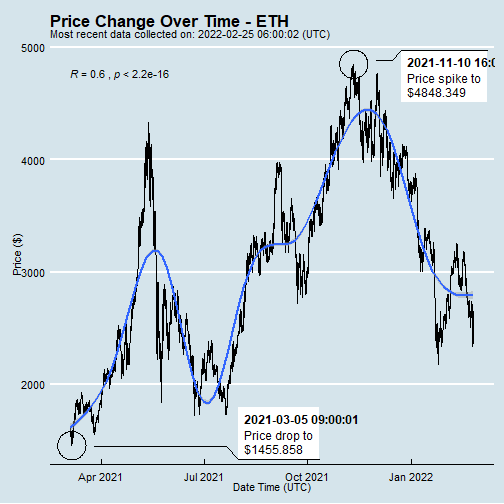 Price Change Over Time - ETH
Most recent data collected on: 2022-02-25 06:00:02 (UTC)
5000
4000
3000
2000
Price ($)
R = 0.6 , p < 2.2e-16
2021-11-10 16:0
Price spike to
$4848.349
2021-03-05 09:00:01
Price drop to
$1455.858
Apr 2021
Jul 2021
Oct 2021
Jan 2022
Date Time (UTC)